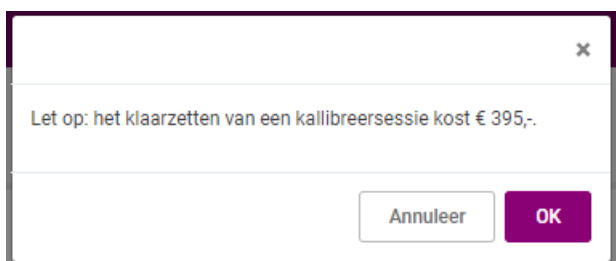 ×
Let op: het klaarzetten van een kallibreersessie kost € 395,-.
Annuleer
OK